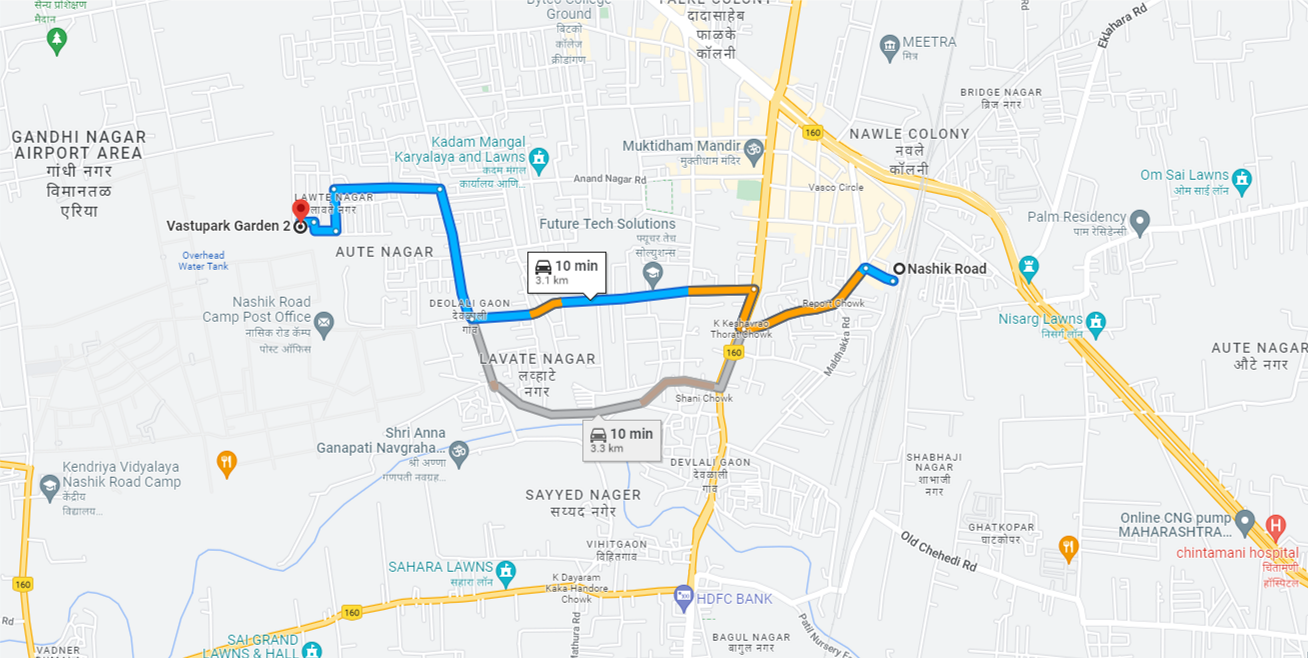 सैन्य प्रशिक्षण
मैदान
Bytco College
Ground
बिटको
कॉलेज
क्रीडांगण
FALKE COLONY
दादासाहेब
फाळके
कॉलनी
MEETRA
मित्र
Eklahara Rd
BRIDGE NAGAR
ब्रिज नगर
160
NAWLE COLONY
नवले
कॉलनी
GANDHI NAGAR
AIRPORT AREA
गांधी नगर
विमानतळ
एरिया
Kadam Mangal
Karyalaya and Lawns
कदम मंगल
कार्यालय आणि...
Muktidham Mandir
मुक्तीधाम मंदिर
Anand Nagar Rd
Vasco Circle
Om Sai Lawns
ओम साई लॉन
LAWTE NAGAR
लावते नगर
Vastupark Garden 2
Future Tech Solutions
फ्यूचर तेच
सोल्युशन्स
Palm Residency
पाम रेसिडेन्सी
AUTE NAGAR
Overhead
Water Tank
10 min
3.1 km
Nashik Road
Nashik Road
Camp Post Office
नासिक रोड कॅम्प
पोस्ट ऑफिस
DEOLALI GAON
देवळाली
गाव
Report Chowk
K Keshavrao
Thorat Chowk
Nisarg Lawns
निसर्ग लॉन
160
Maldhakka Rd
AUTE NAGAR
औटे नगर
LAVATE NAGAR
लव्हाटे
नगर
Shani Chowk
10 min
3.3 km
Shri Anna
Ganapati Navgraha...
श्री अण्णा
गणपती नवग्रह...
Kendriya Vidyalaya
Nashik Road Camp
केंद्रीय
विद्यालय...
DEVLALI GAON
देवळाली
गाव
SHABHAJI
NAGAR
शाभाजी
नगर
SAYYED NAGER
सय्यद नगेर
Online CNG pump
MAHARASHTRA...
GHATKOPAR
घाटकोपर
Old Chehedi Rd
chintamani hospital
चिंतामणी
हॉस्पिटल
VIHITGAON
विहितगाव
SAHARA LAWNS
सहारा लॉन
K Dayaram
Kaka Handore
Chowk
160
160
HDFC BANK
Rd
Mathura Rd
Patil Nursery
BAGUL NAGAR
बागुल नगर
SAI GRAND
LAWNS & HALL
VADNER